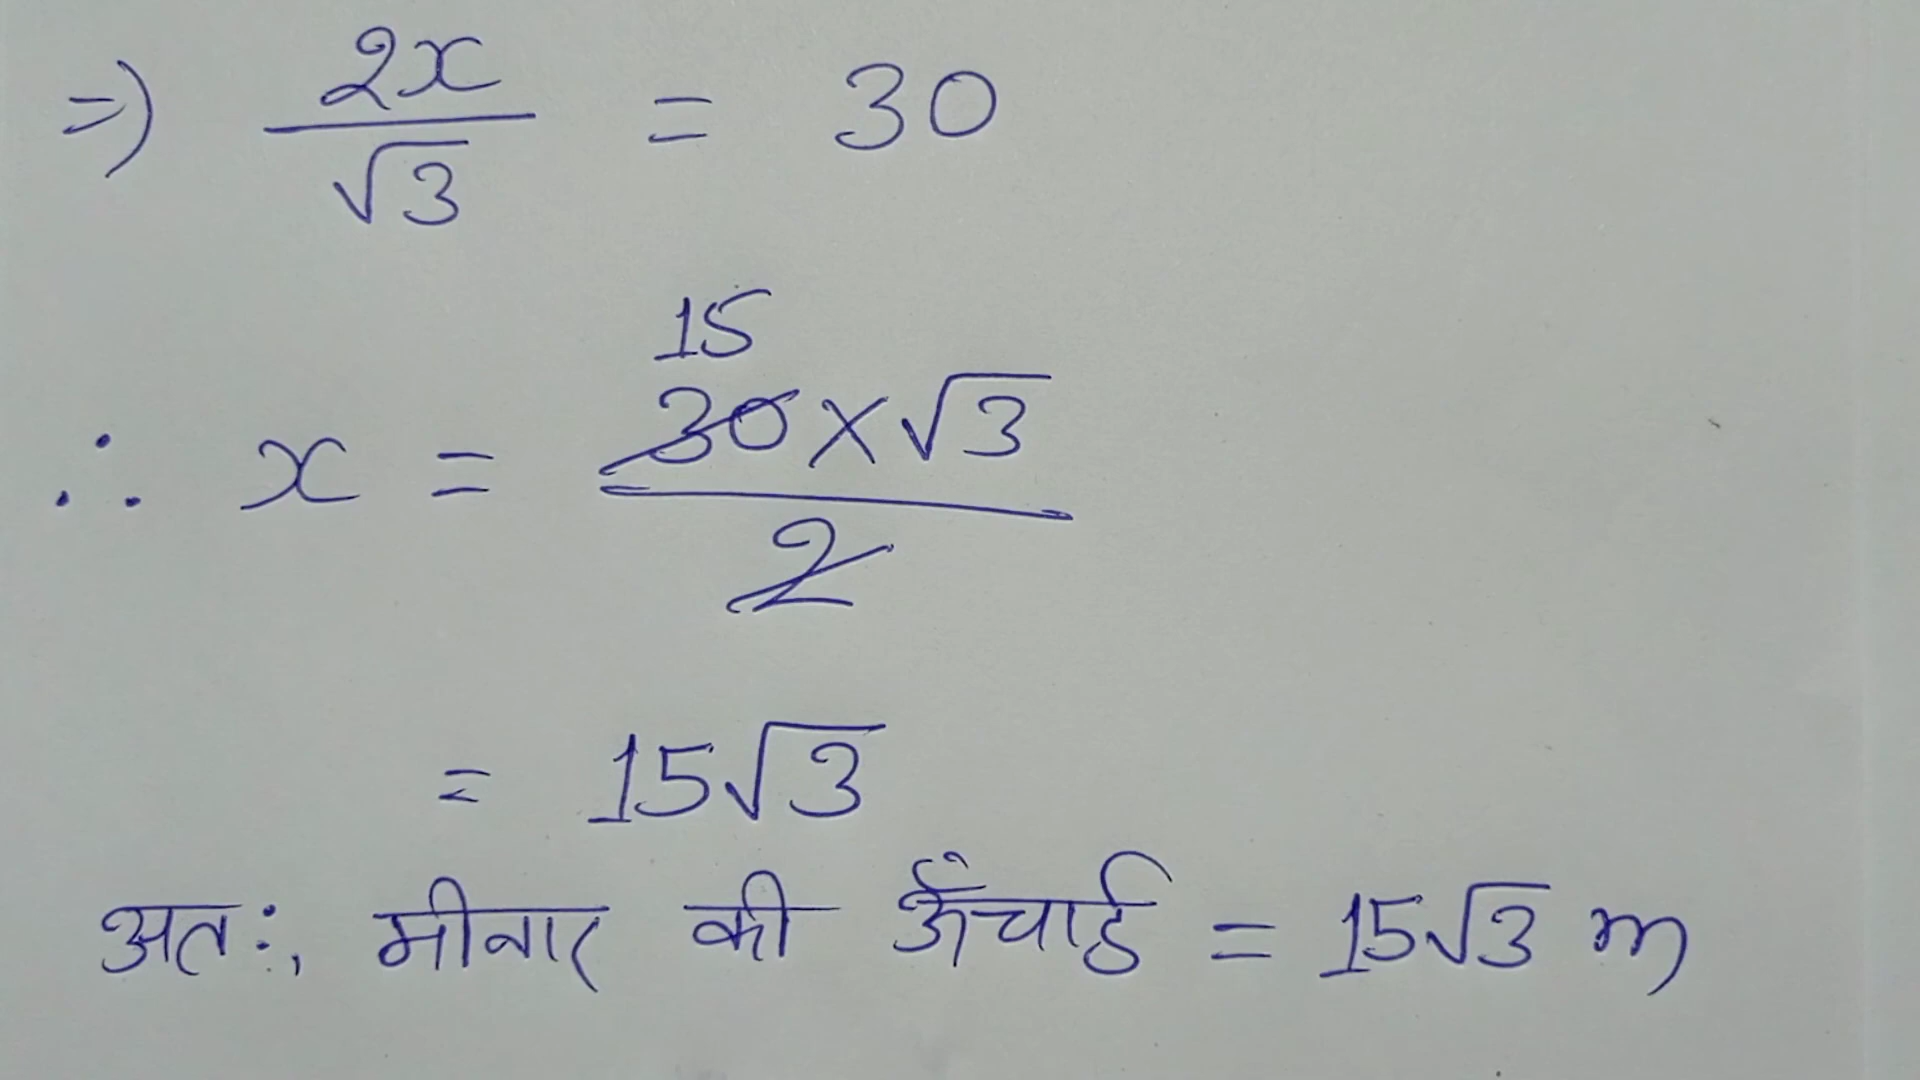 ⇒ 2x/√3 = 30
15
∴ x = 30×√3/2
= 15√3
अतः, मीनार की ऊँचाई = 15√3 m